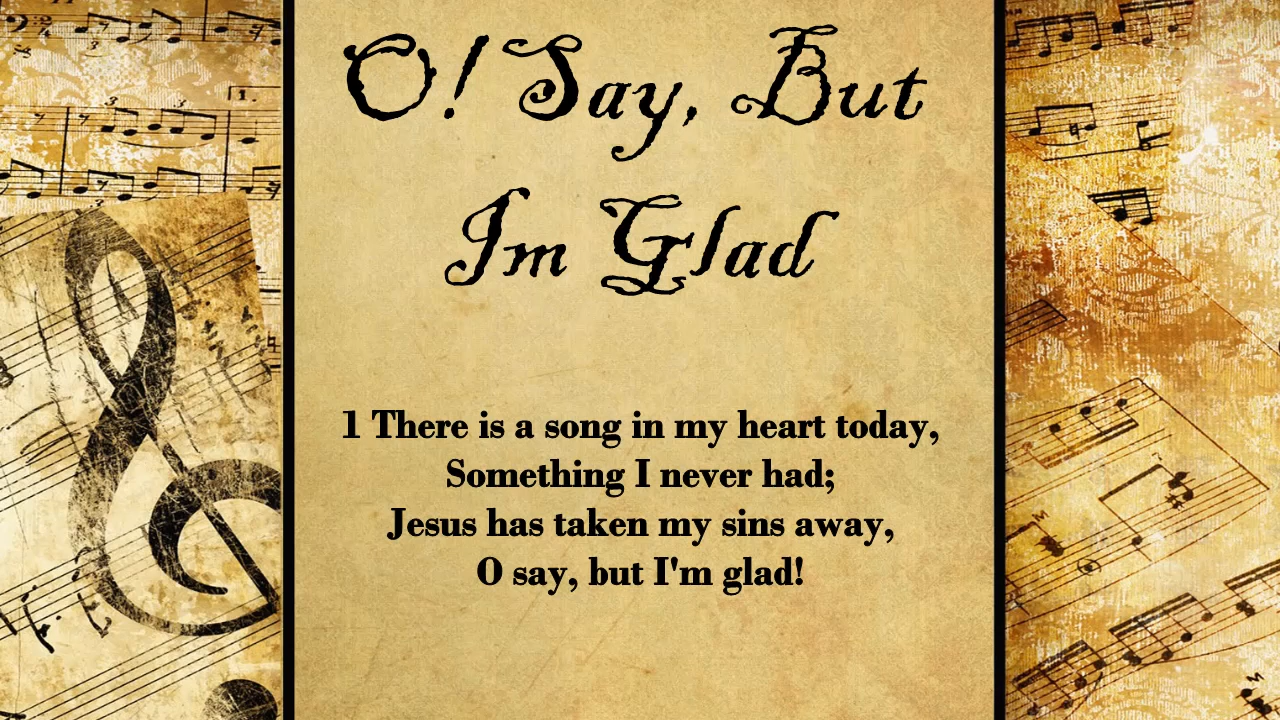 O! Say, But
Im Glad
1 There is a song in my heart today,
Something I never had;
Jesus has taken my sins away,
O say, but I'm glad!